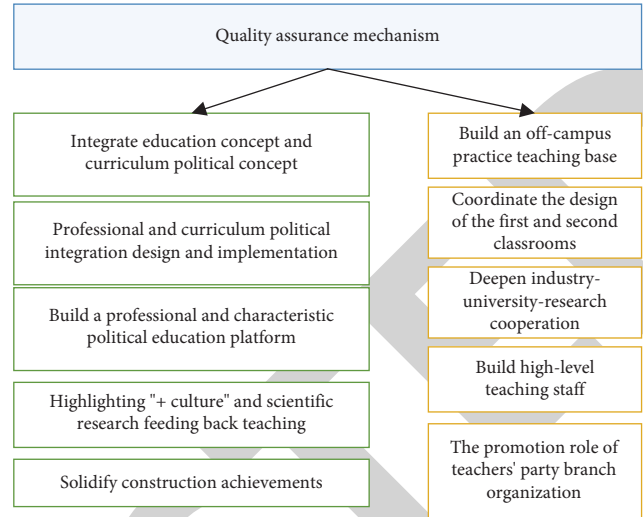 Quality assurance mechanism
Integrate education concept and
curriculum political concept
Professional and curriculum political
integration design and implementation
Build a professional and characteristic
political education platform
Highlighting "+ culture" and scientific
research feeding back teaching
Solidify construction achievements
Build an off-campus
practice teaching base
Coordinate the design
of the first and second
classrooms
Deepen industry-
university-research
cooperation
Build high-level
teaching staff
The promotion role of
teachers' party branch
organization